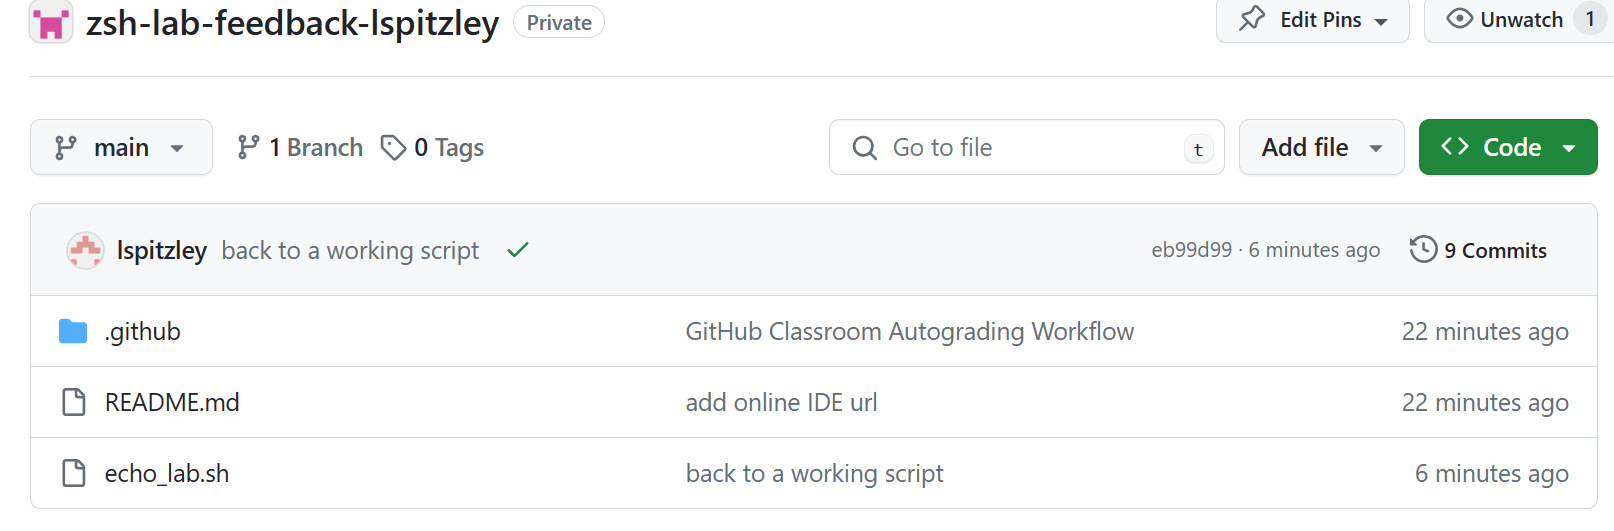 zsh-lab-feedback-lspitzley Private Edit Pins Unwatch 1
main 1 Branch 0 Tags Go to file t Add file Code
lspitzley back to a working script eb99d99 · 6 minutes ago 9 Commits
.github GitHub Classroom Autograding Workflow 22 minutes ago
README.md add online IDE url 22 minutes ago
echo_lab.sh back to a working script 6 minutes ago